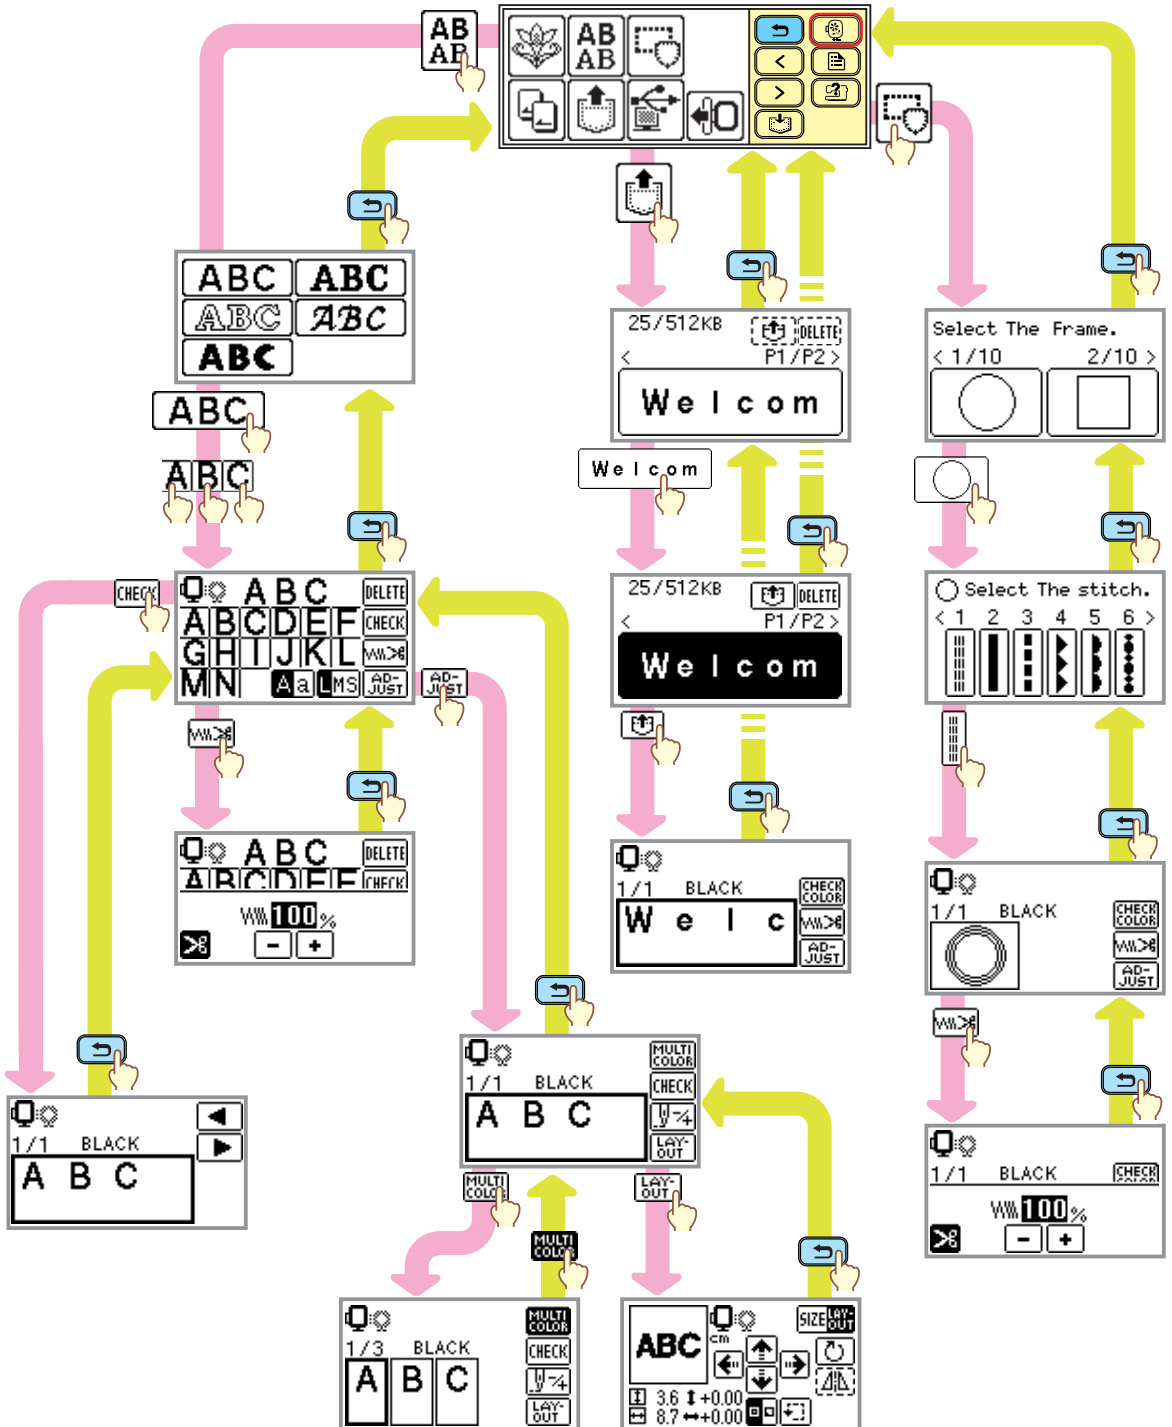 AB
AB
AB
AB
?
ABC
ABC
ABC
ABC
ABC
ABC
ABC
25/512KB
DELETE
<
P1/P2 >
Welcom
Welcom
Select The Frame.
< 1/10
2/10 >
CHECK
ABC
DELETE
ABCDEF
CHECK
GHIJKL
MN
A a LMS
AD-
JUST
AD-
JUST
25/512KB
DELETE
<
P1/P2 >
Welcom
Select The stitch.
< 1 2 3 4 5 6 >
ABC
DELETE
ABCDEF
CHECK
100 %
- +
1/1 BLACK
CHECK
COLOR
Welc
AD-
JUST
1/1 BLACK
CHECK
COLOR
AD-
JUST
1/1 BLACK
A B C
MULTI
COLOR
1/1 BLACK
CHECK
A B C
LAY-
OUT
MULTI
COLOR
LAY-
OUT
MULTI
COLOR
1/1 BLACK
CHECK
COLOR
100 %
- +
MULTI
COLOR
1/3 BLACK
CHECK
A B C
LAY-
OUT
ABC
cm
SIZE
LAY-
OUT
3.6 +0.00
8.7 +0.00